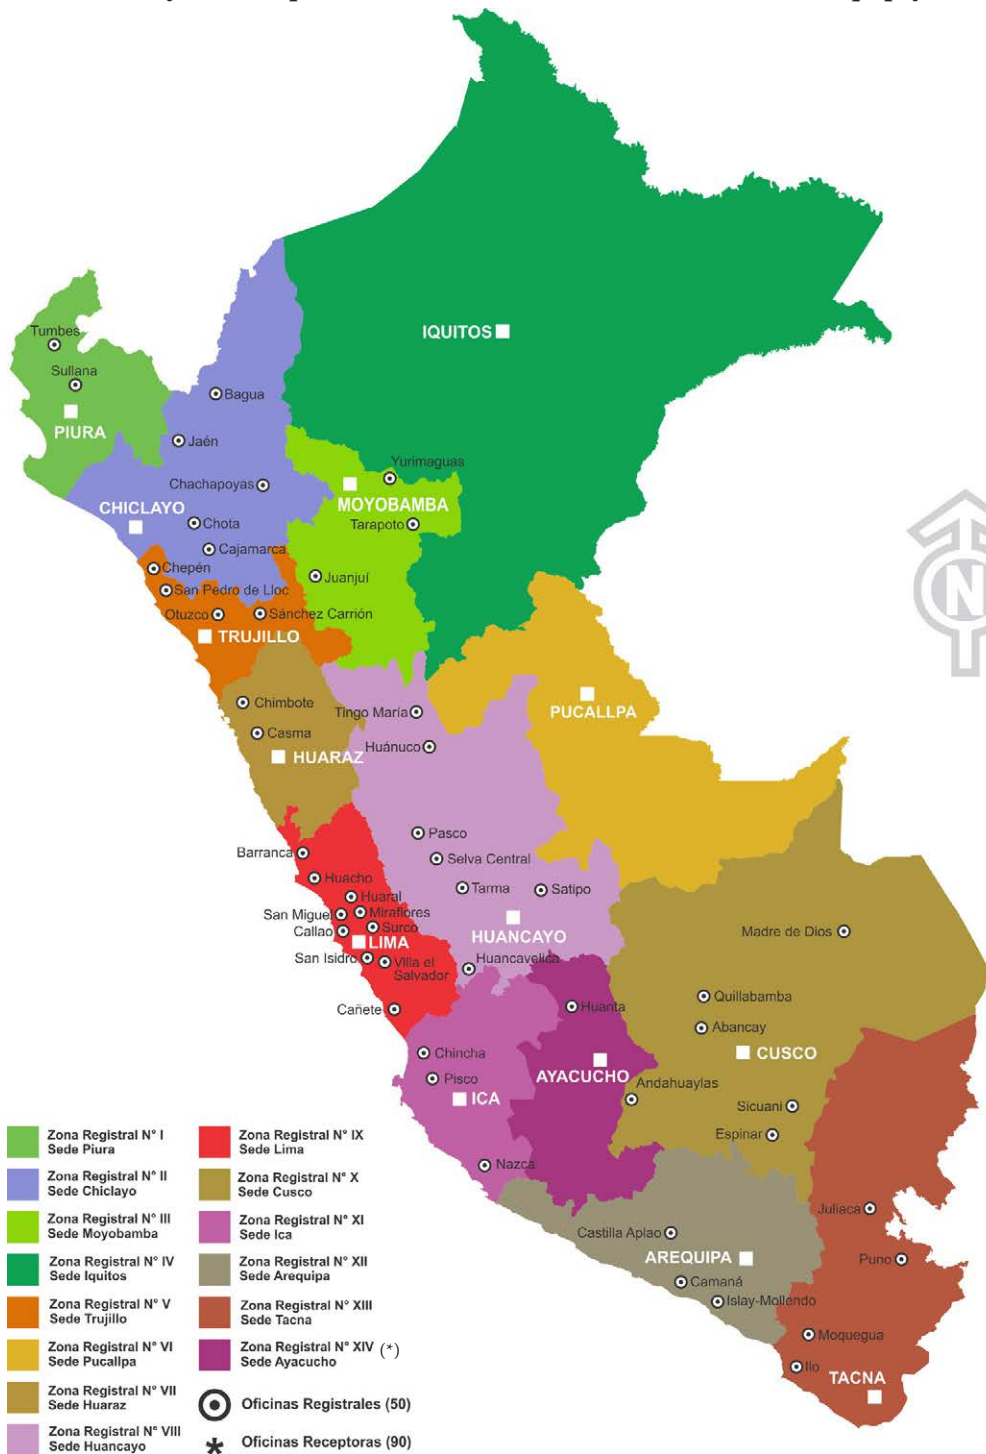 IQUITOS
Tumbes
Sullana
PIURA
Bagua
Jaén
Yurimaguas
MOYOBAMBA
Chachapoyas
CHICLAYO
Chota
Tarapoto
Cajamarca
Chepén
Juanjuí
San Pedro de Lloc
Otuzco
Sánchez Carrión
TRUJILLO
N
Chimbote
Tingo María
PUCALLPA
Casma
Huánuco
HUARAZ
Pasco
Barranca
Selva Central
Huacho
Tarma
Satipo
Huaral
San Miguel
Miraflores
Callao
Surco
LIMA
HUANCAYO
Madre de Dios
San Isidro
Villa el
Salvador
Huancavelica
Quillabamba
Cañete
Huanta
Abancay
Chincha
CUSCO
AYACUCHO
Pisco
Andahuaylas
ICA
Sicuani
Espinar
Nazca
Juliaca
Castilla Aplao
AREQUIPA
Puno
Camaná
Islay-Mollendo
Moquegua
Ilo
TACNA
Zona Registral N° I
Sede Piura
Zona Registral N° II
Sede Chiclayo
Zona Registral N° III
Sede Moyobamba
Zona Registral N° IV
Sede Iquitos
Zona Registral N° V
Sede Trujillo
Zona Registral N° VI
Sede Pucallpa
Zona Registral N° VII
Sede Huaraz
Zona Registral N° VIII
Sede Huancayo
Zona Registral N° IX
Sede Lima
Zona Registral N° X
Sede Cusco
Zona Registral N° XI
Sede Ica
Zona Registral N° XII
Sede Arequipa
Zona Registral N° XIII
Sede Tacna
Zona Registral N° XIV (*)
Sede Ayacucho
Oficinas Registrales (50)
* Oficinas Receptoras (90)